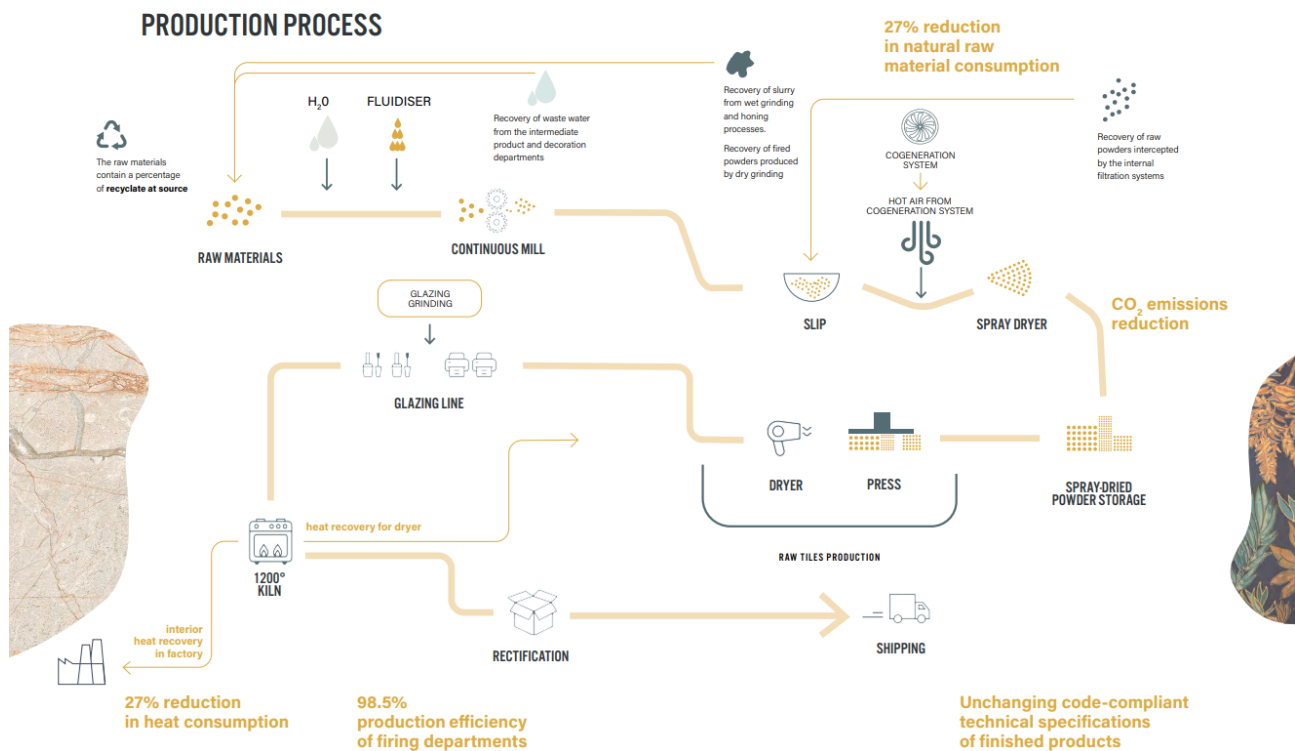 PRODUCTION PROCESS
27% reduction
in natural raw
material consumption
H₂0
FLUIDISER
Recovery of waste water
from the intermediate
product and decoration
departments
Recovery of slurry
from wet grinding
and honing
processes.
Recovery of fired
powders produced
by dry grinding
COGENERATION
SYSTEM
HOT AIR FROM
COGENERATION SYSTEM
Recovery of raw
powders intercepted
by the internal
filtration systems
The raw materials
contain a percentage
of recyclate at source
RAW MATERIALS
CONTINUOUS MILL
SLIP
SPRAY DRYER
CO₂ emissions
reduction
GLAZING
GRINDING
GLAZING LINE
DRYER
PRESS
SPRAY-DRIED
POWDER STORAGE
RAW TILES PRODUCTION
heat recovery for dryer
1200°
KILN
interior
heat recovery
in factory
RECTIFICATION
SHIPPING
27% reduction
in heat consumption
98.5%
production efficiency
of firing departments
Unchanging code-compliant
technical specifications
of finished products